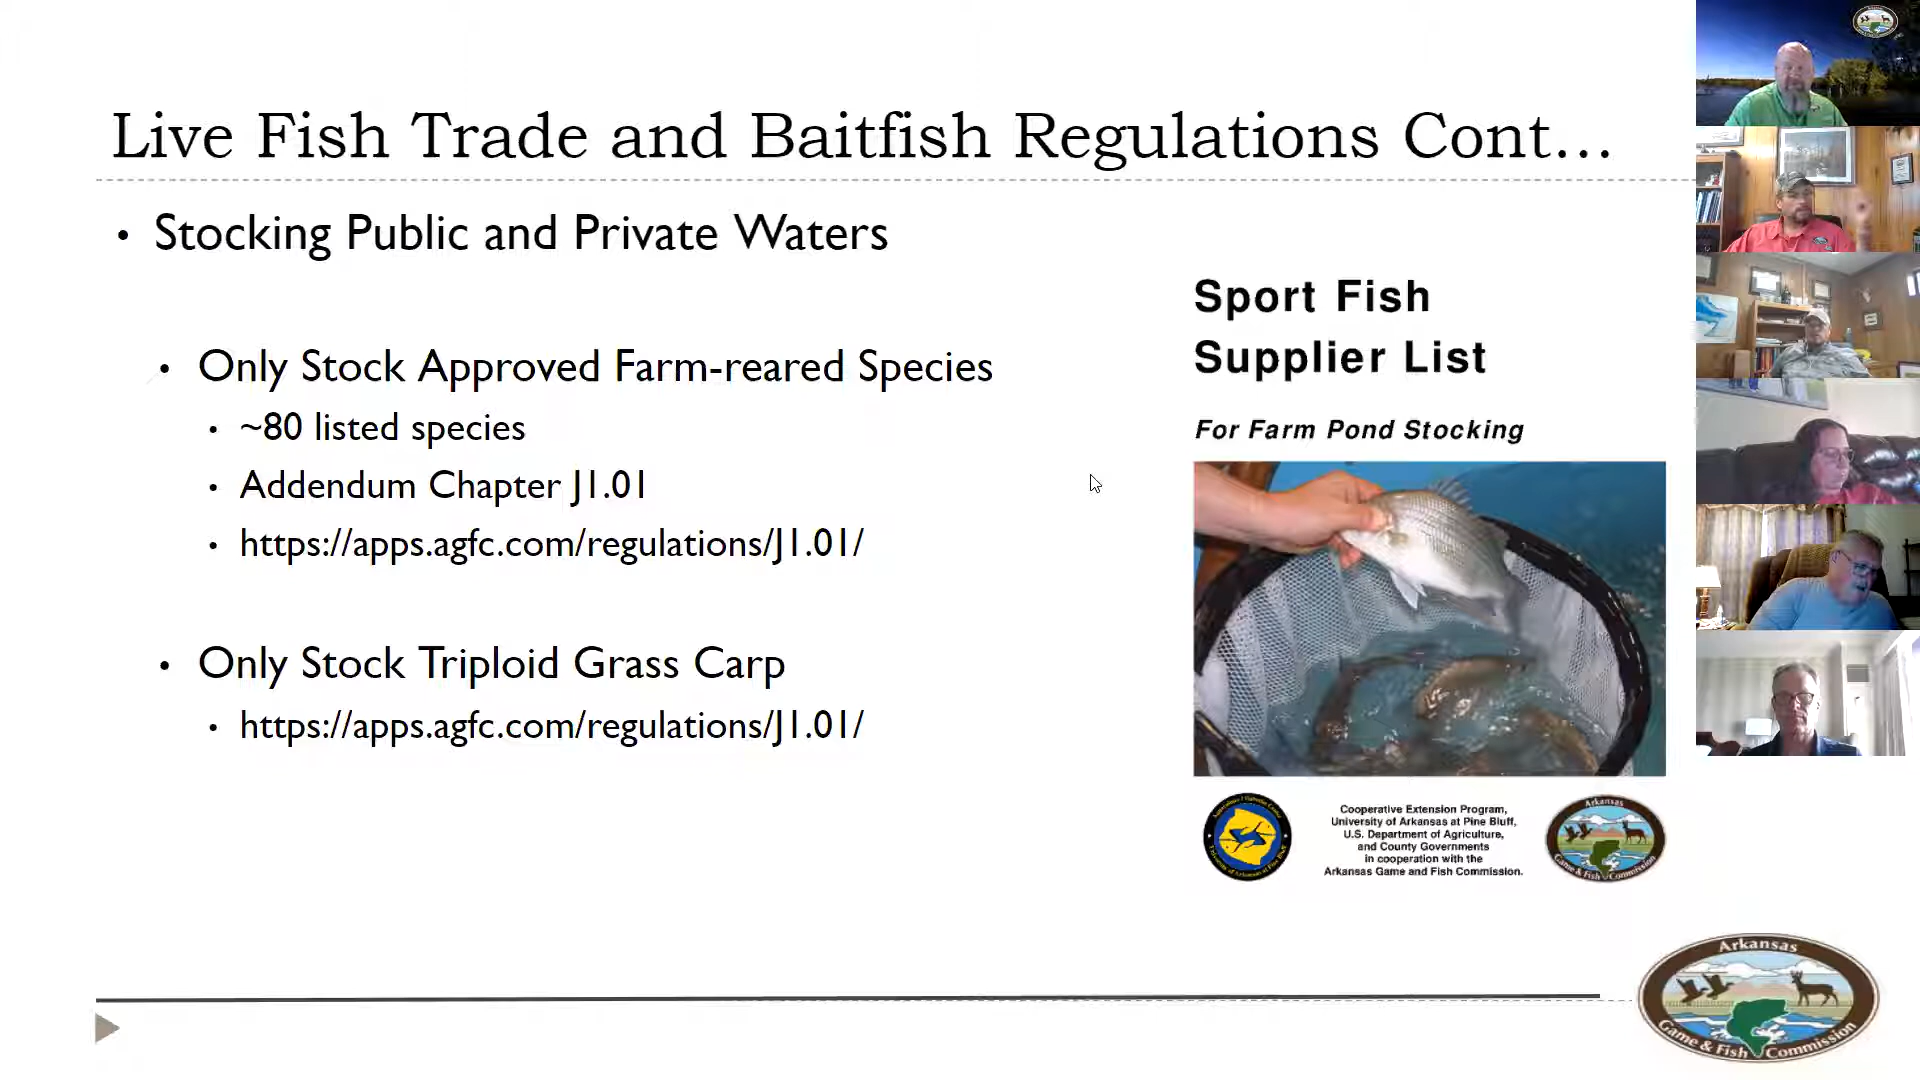 Live Fish Trade and Baitfish Regulations Cont...
• Stocking Public and Private Waters
• Only Stock Approved Farm-reared Species
• ~80 listed species
• Addendum Chapter J1.01
• https://apps.agfc.com/regulations/J1.01/
• Only Stock Triploid Grass Carp
• https://apps.agfc.com/regulations/J1.01/
Sport Fish
Supplier List
For Farm Pond Stocking
Cooperative Extension Program,
University of Arkansas at Pine Bluff,
U.S. Department of Agriculture,
and County Governments
in cooperation with the
Arkansas Game and Fish Commission.
Arkansas
Game & Fish Commission
Arkansas
Game & Fish Commission